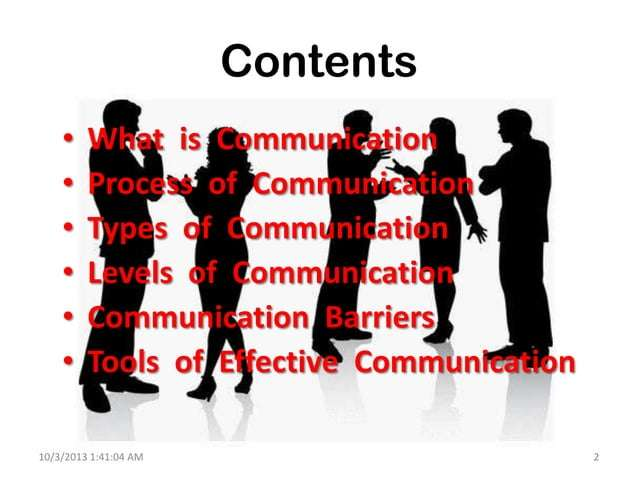 Contents
• What is Communication
• Process of Communication
• Types of Communication
• Levels of Communication
• Communication Barriers
• Tools of Effective Communication
10/3/2013 1:41:04 AM 2